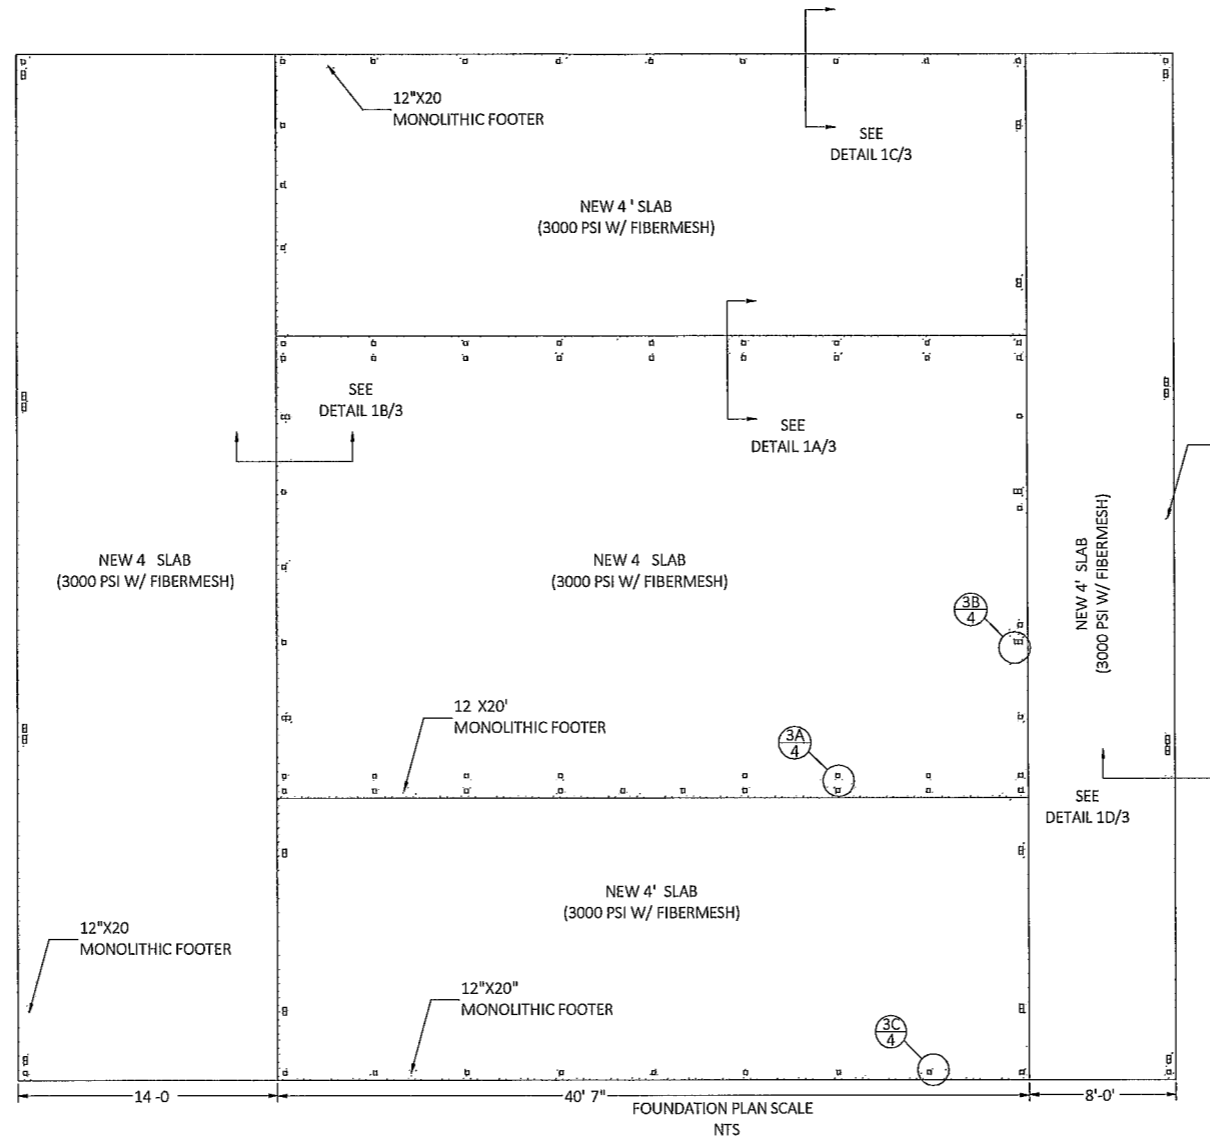 12"X20
MONOLITHIC FOOTER
SEE
DETAIL 1C/3
NEW 4 ' SLAB
(3000 PSI W/ FIBERMESH)
SEE
DETAIL 1B/3
SEE
DETAIL 1A/3
NEW 4 SLAB
(3000 PSI W/ FIBERMESH)
NEW 4 SLAB
(3000 PSI W/ FIBERMESH)
NEW 4' SLAB
(3000 PSI W/ FIBERMESH)
3B
4
12 X20'
MONOLITHIC FOOTER
3A
4
SEE
DETAIL 1D/3
NEW 4' SLAB
(3000 PSI W/ FIBERMESH)
12"X20
MONOLITHIC FOOTER
12"X20"
MONOLITHIC FOOTER
3C
4
14 -0
40' 7"
8'-0'
FOUNDATION PLAN SCALE
NTS